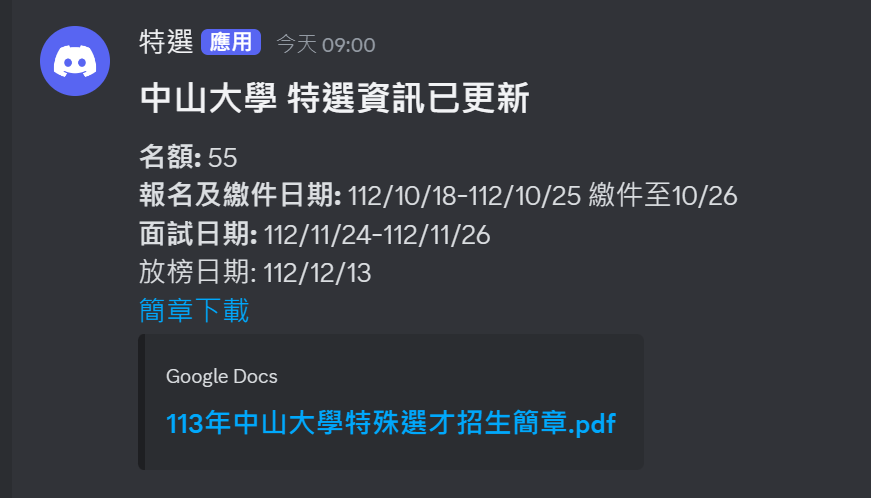 特選 應用 今天 09:00
中山大學 特選資訊已更新
名額: 55
報名及繳件日期: 112/10/18-112/10/25 繳件至10/26
面試日期: 112/11/24-112/11/26
放榜日期: 112/12/13
簡章下載
Google Docs
113年中山大學特殊選才招生簡章.pdf